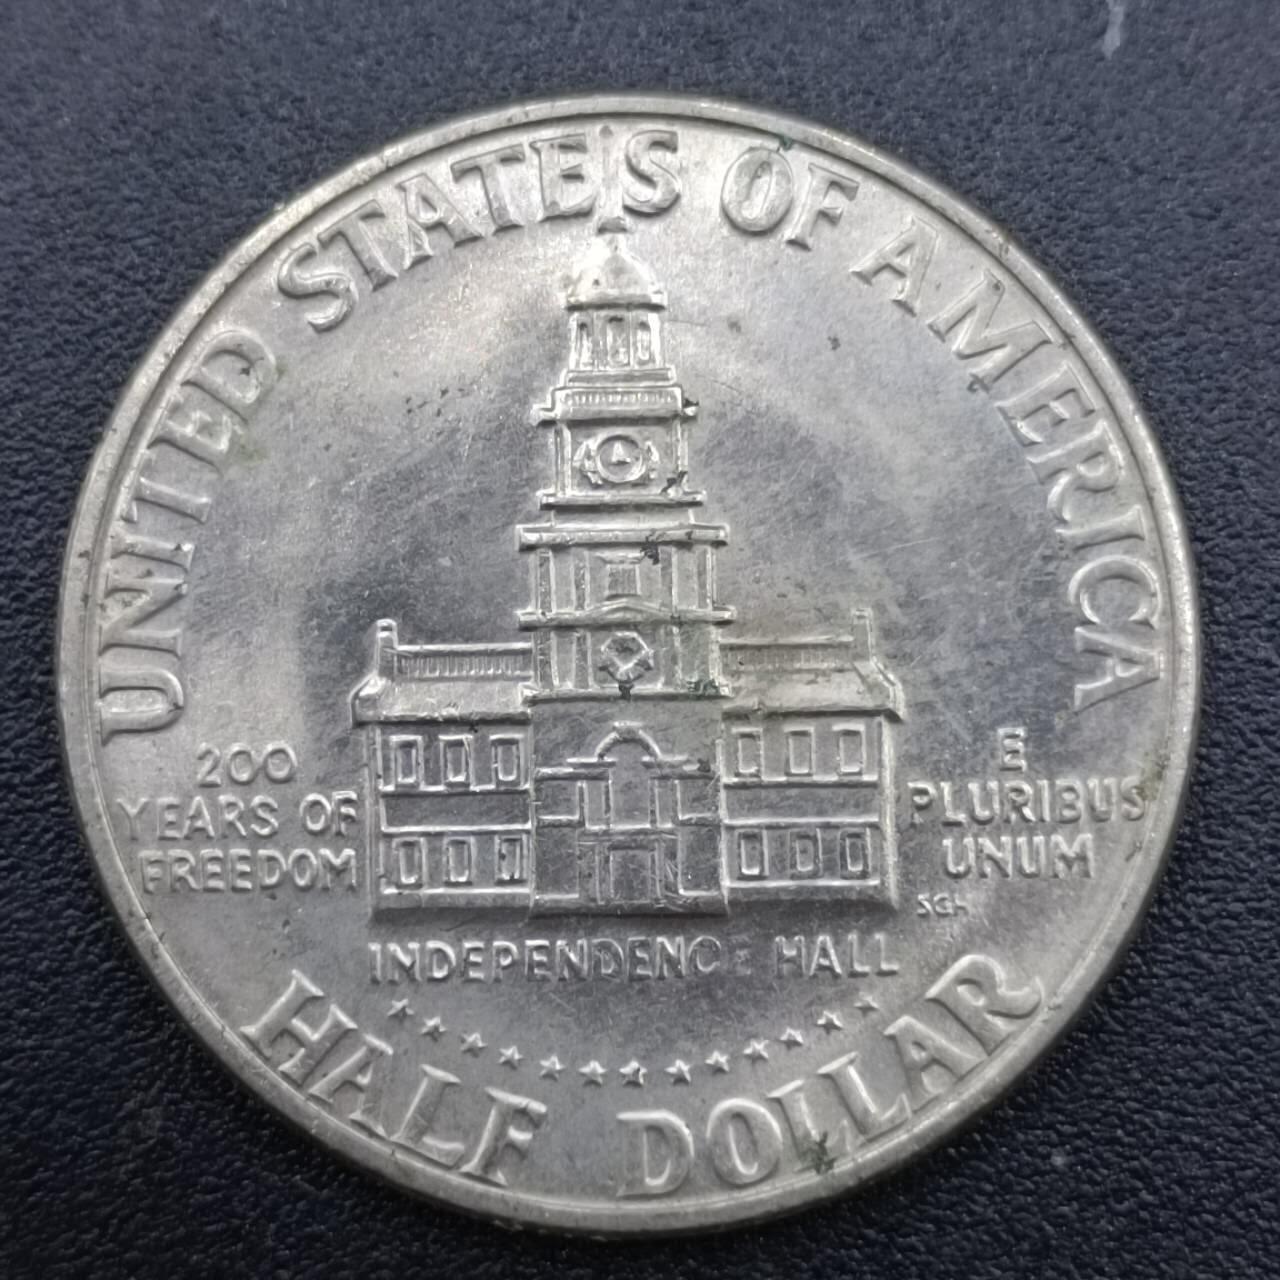 UNITED STATES OF AMERICA
200
YEARS OF
FREEDOM
E
PLURIBUS
UNUM
SGH
INDEPENDENCE HALL
HALF DOLLAR